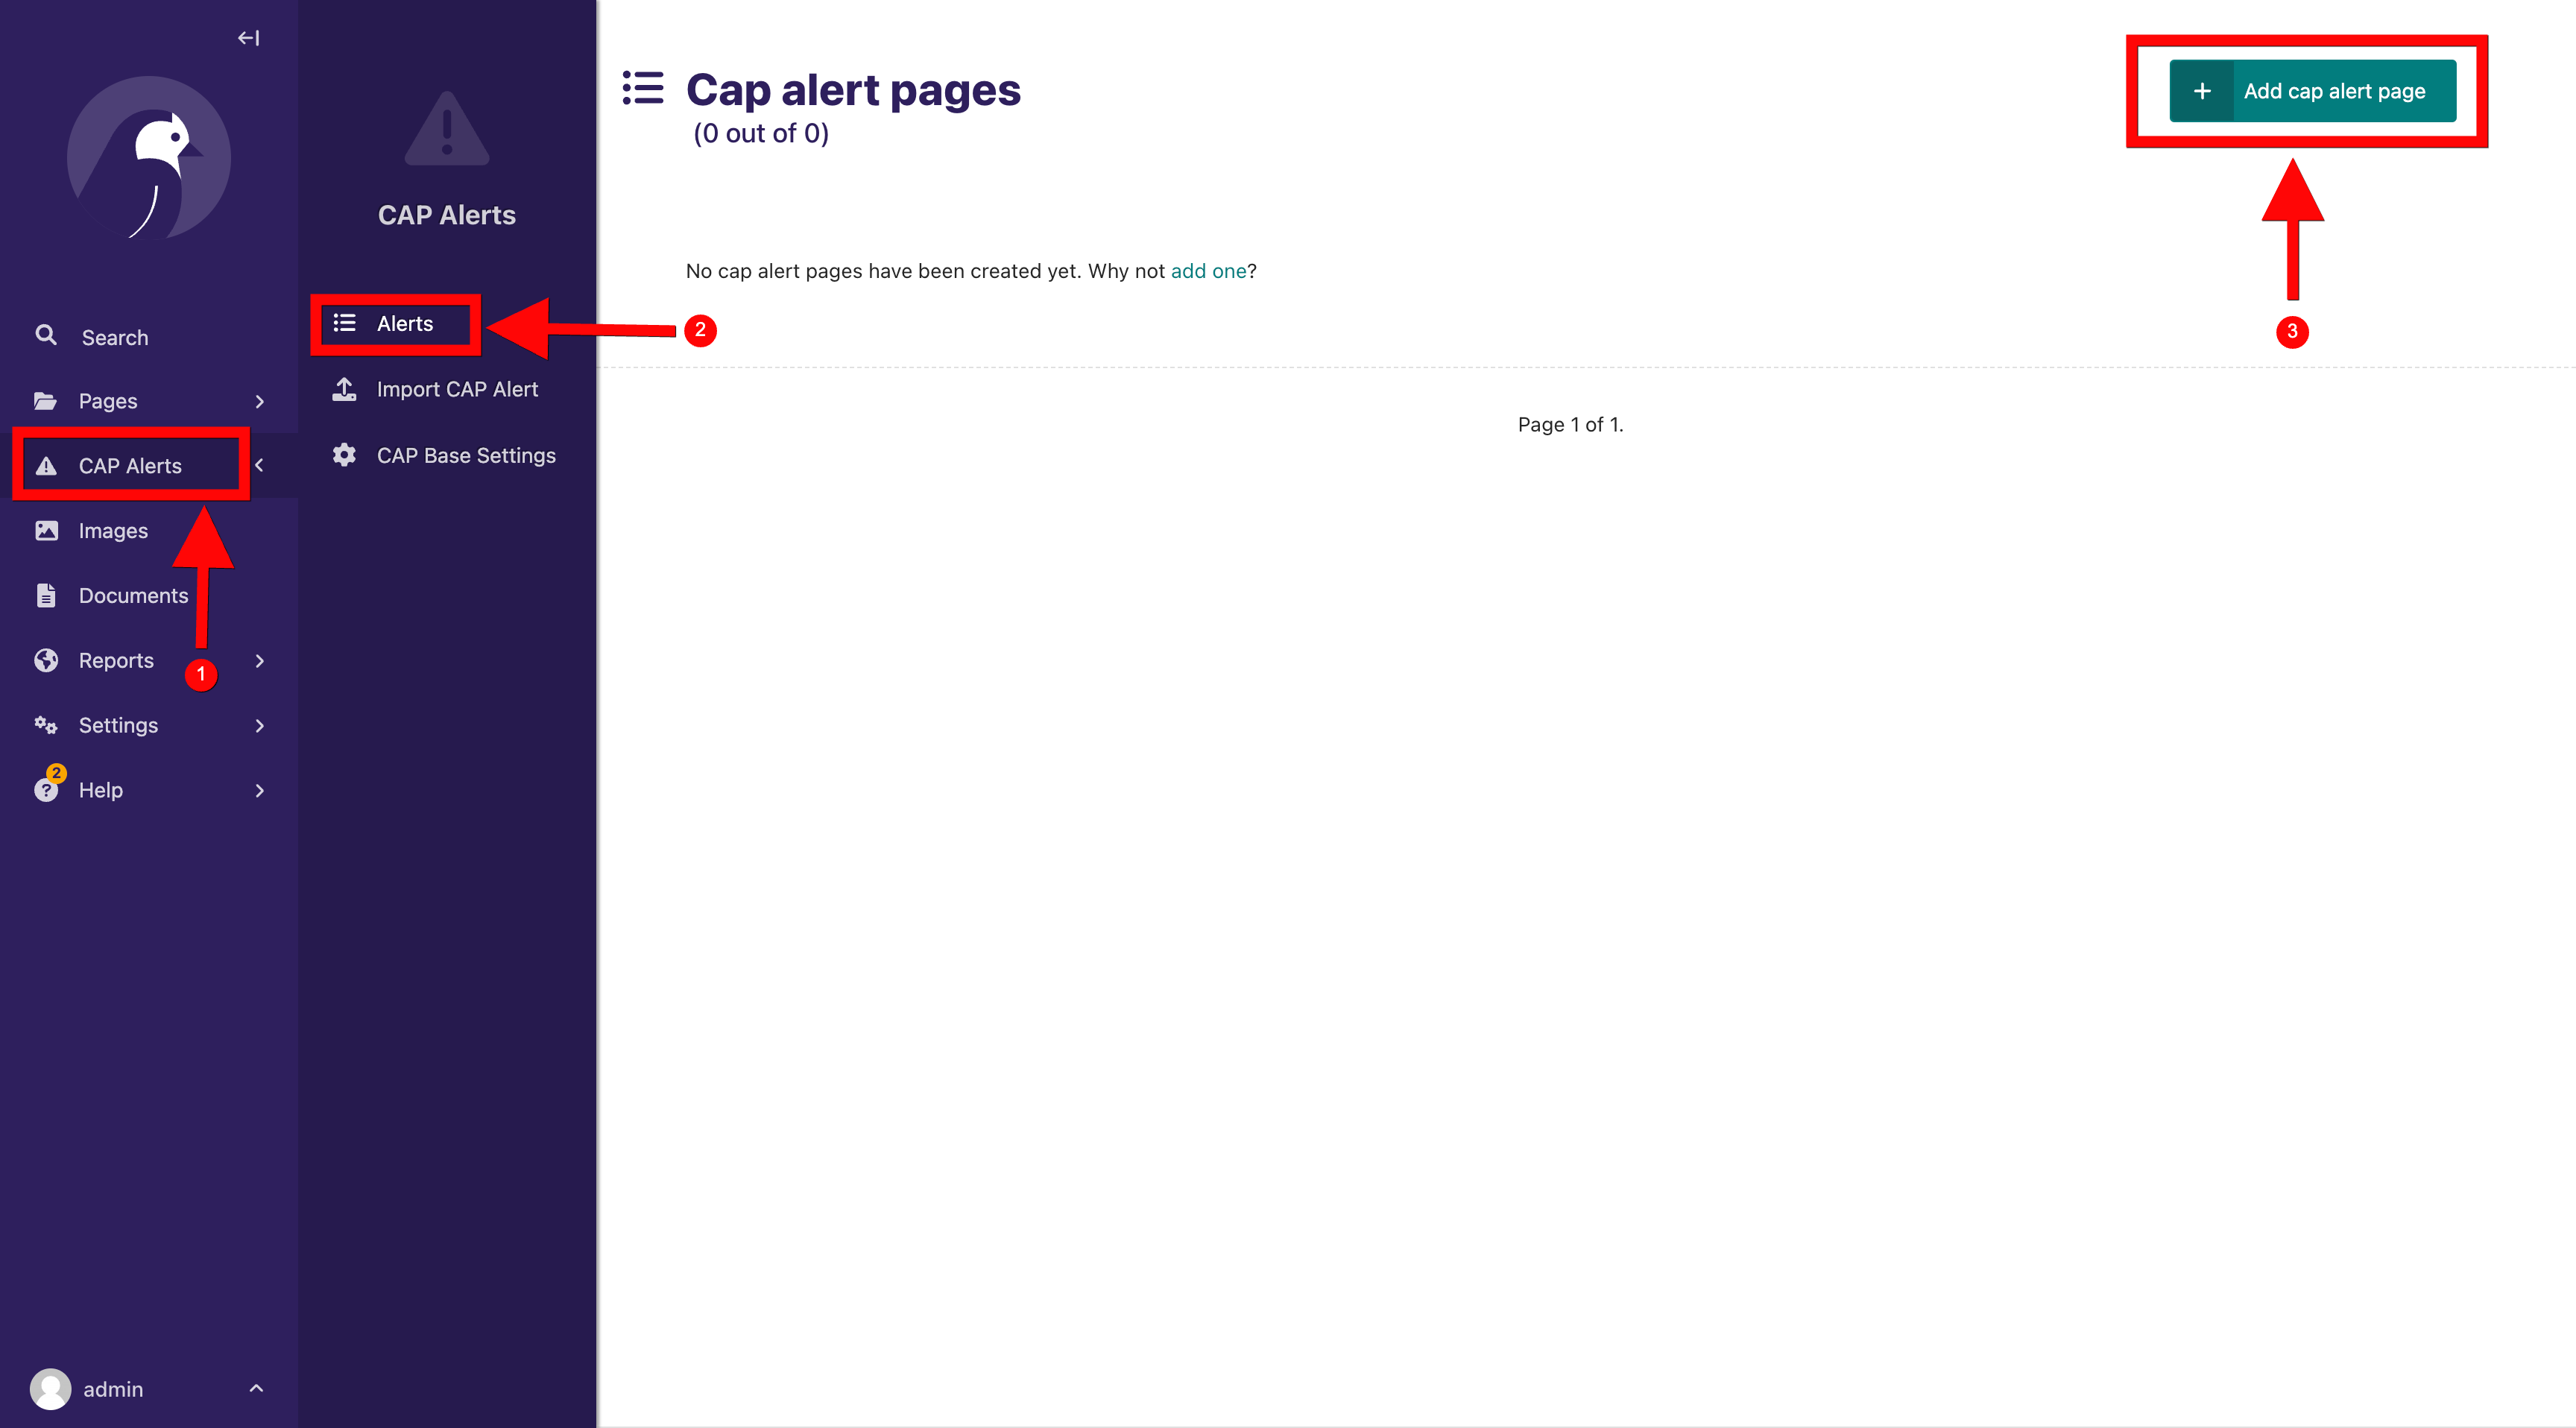 Search
Pages
CAP Alerts
Images
Documents
Reports
1
Settings
2
?
Help
admin
CAP Alerts
Alerts
2
Import CAP Alert
CAP Base Settings
Cap alert pages
(0 out of 0)
+ Add cap alert page
3
No cap alert pages have been created yet. Why not add one?
Page 1 of 1.